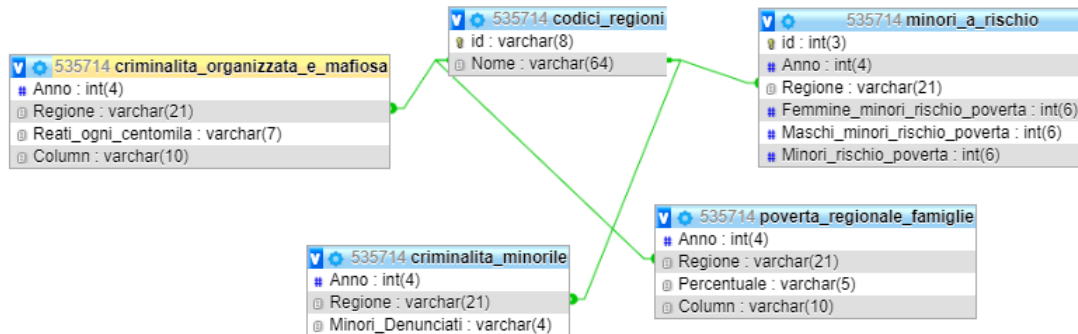 535714 codici_regioni
id : varchar(8)
Nome : varchar(64)
535714 minori_a_rischio
id : int(3)
Anno : int(4)
Regione : varchar(21)
Femmine_minori_rischio_poverta : int(6)
Maschi_minori_rischio_poverta : int(6)
Minori_rischio_poverta : int(6)
535714 criminalita_organizzata_e_mafiosa
Anno : int(4)
Regione : varchar(21)
Reati_ogni_centomila : varchar(7)
Column : varchar(10)
535714 poverta_regionale_famiglie
Anno : int(4)
Regione : varchar(21)
Percentuale : varchar(5)
Column : varchar(10)
535714 criminalita_minorile
Anno : int(4)
Regione : varchar(21)
Minori_Denunciati : varchar(4)